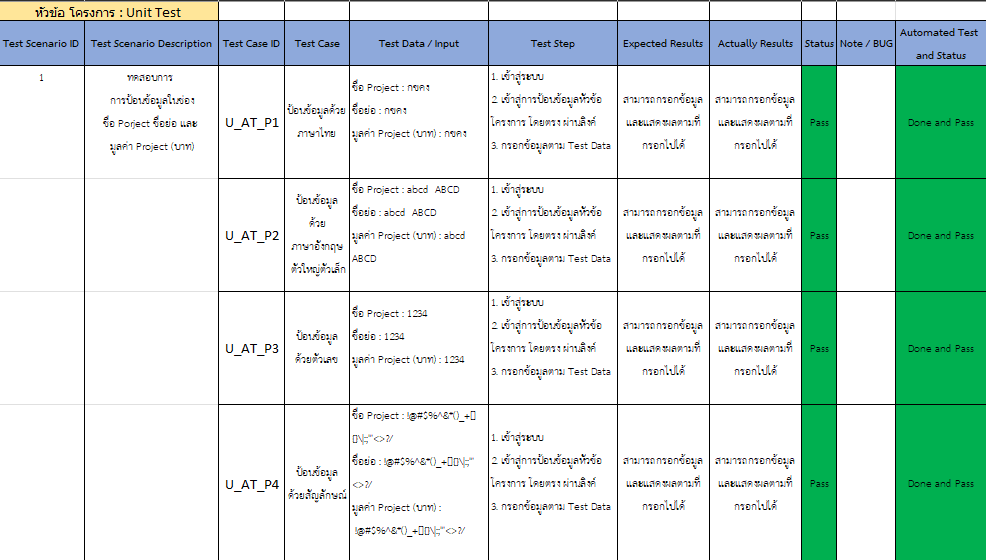 หัวข้อ โครงการ : Unit Test
Test Scenario ID
Test Scenario Description
Test Case ID
Test Case
Test Data / Input
Test Step
Expected Results
Actually Results
Status
Note / BUG
Automated Test
and Status
1
ทดสอบการ
การป้อนข้อมูลในช่อง
ชื่อ Porject ชื่อย่อ และ
มูลค่า Project (บาท)
U_AT_P1
ป้อนข้อมูลด้วย
ภาษาไทย
ชื่อ Project : กขคง
ชื่อย่อ : กขคง
มูลค่า Project (บาท) : กขคง
1. เข้าสู่ระบบ
2. เข้าสู่การป้อนข้อมูลหัวข้อ
โครงการ โดยตรง ผ่านลิงค์
3. กรอกข้อมูลตาม Test Data
สามารถกรอกข้อมูล
และแสดงผลตามที่
กรอกไปได้
สามารถกรอกข้อมูล
และแสดงผลตามที่
กรอกไปได้
Pass
Done and Pass
U_AT_P2
ป้อนข้อมูล
ด้วย
ภาษาอังกฤษ
ตัวใหญ่ตัวเล็ก
ชื่อ Project : abcd ABCD
ชื่อย่อ : abcd ABCD
มูลค่า Project (บาท) : abcd
ABCD
1. เข้าสู่ระบบ
2. เข้าสู่การป้อนข้อมูลหัวข้อ
โครงการ โดยตรง ผ่านลิงค์
3. กรอกข้อมูลตาม Test Data
สามารถกรอกข้อมูล
และแสดงผลตามที่
กรอกไปได้
สามารถกรอกข้อมูล
และแสดงผลตามที่
กรอกไปได้
Pass
Done and Pass
U_AT_P3
ป้อนข้อมูล
ด้วยตัวเลข
ชื่อ Project : 1234
ชื่อย่อ : 1234
มูลค่า Project (บาท) : 1234
1. เข้าสู่ระบบ
2. เข้าสู่การป้อนข้อมูลหัวข้อ
โครงการ โดยตรง ผ่านลิงค์
3. กรอกข้อมูลตาม Test Data
สามารถกรอกข้อมูล
และแสดงผลตามที่
กรอกไปได้
สามารถกรอกข้อมูล
และแสดงผลตามที่
กรอกไปได้
Pass
Done and Pass
U_AT_P4
ป้อนข้อมูล
ด้วยสัญลักษณ์
ชื่อ Project : !@#$%^&*()_+[]
{}\|:;"'<>?/
ชื่อย่อ : !@#$%^&*()_+[]{}\|:;"'
<>?/
มูลค่า Project (บาท) :
!@#$%^&*()_+[]{}\|:;"'<>?/
1. เข้าสู่ระบบ
2. เข้าสู่การป้อนข้อมูลหัวข้อ
โครงการ โดยตรง ผ่านลิงค์
3. กรอกข้อมูลตาม Test Data
สามารถกรอกข้อมูล
และแสดงผลตามที่
กรอกไปได้
สามารถกรอกข้อมูล
และแสดงผลตามที่
กรอกไปได้
Pass
Done and Pass